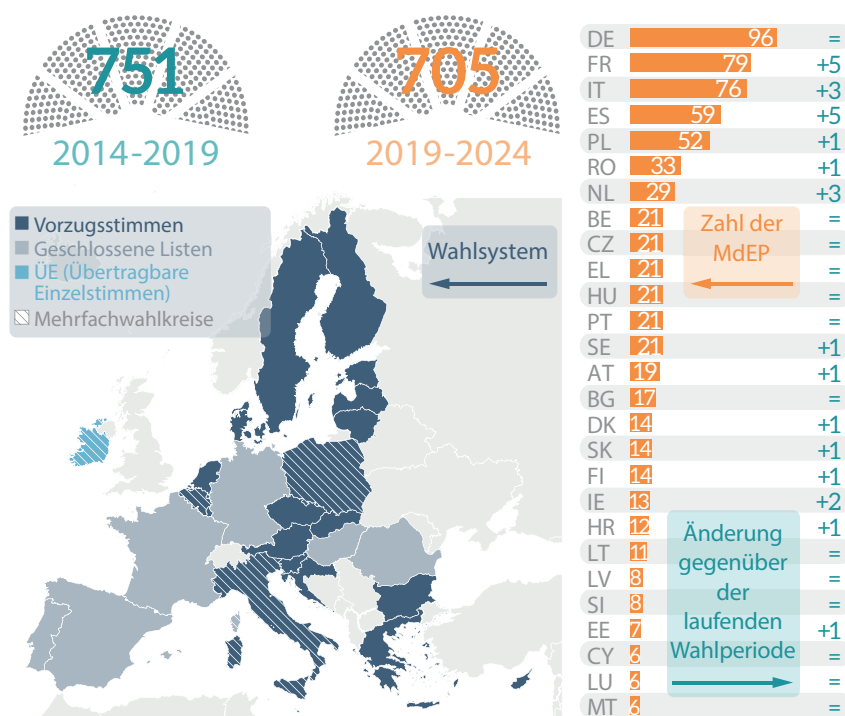 751
2014-2019
705
2019-2024
Vorzugsstimmen
Geschlossene Listen
ÜE (Übertragbare
Einzelstimmen)
Mehrfachwahlkreise
Wahlsystem
DE 96 =
FR 79 +5
IT 76 +3
ES 59 +5
PL 52 +1
RO 33 +1
NL 29 +3
BE 21 =
CZ 21 =
EL 21 =
HU 21 =
PT 21 =
SE 21 +1
AT 19 +1
BG 17 =
DK 14 +1
SK 14 +1
FI 14 +1
IE 13 +2
HR 12 +1
LT 11 =
LV 8 =
SI 8 =
EE 7 +1
CY 6 =
LU 6 =
MT 6 =
Zahl der
MdEP
Änderung
gegenüber
der
laufenden
Wahlperiode